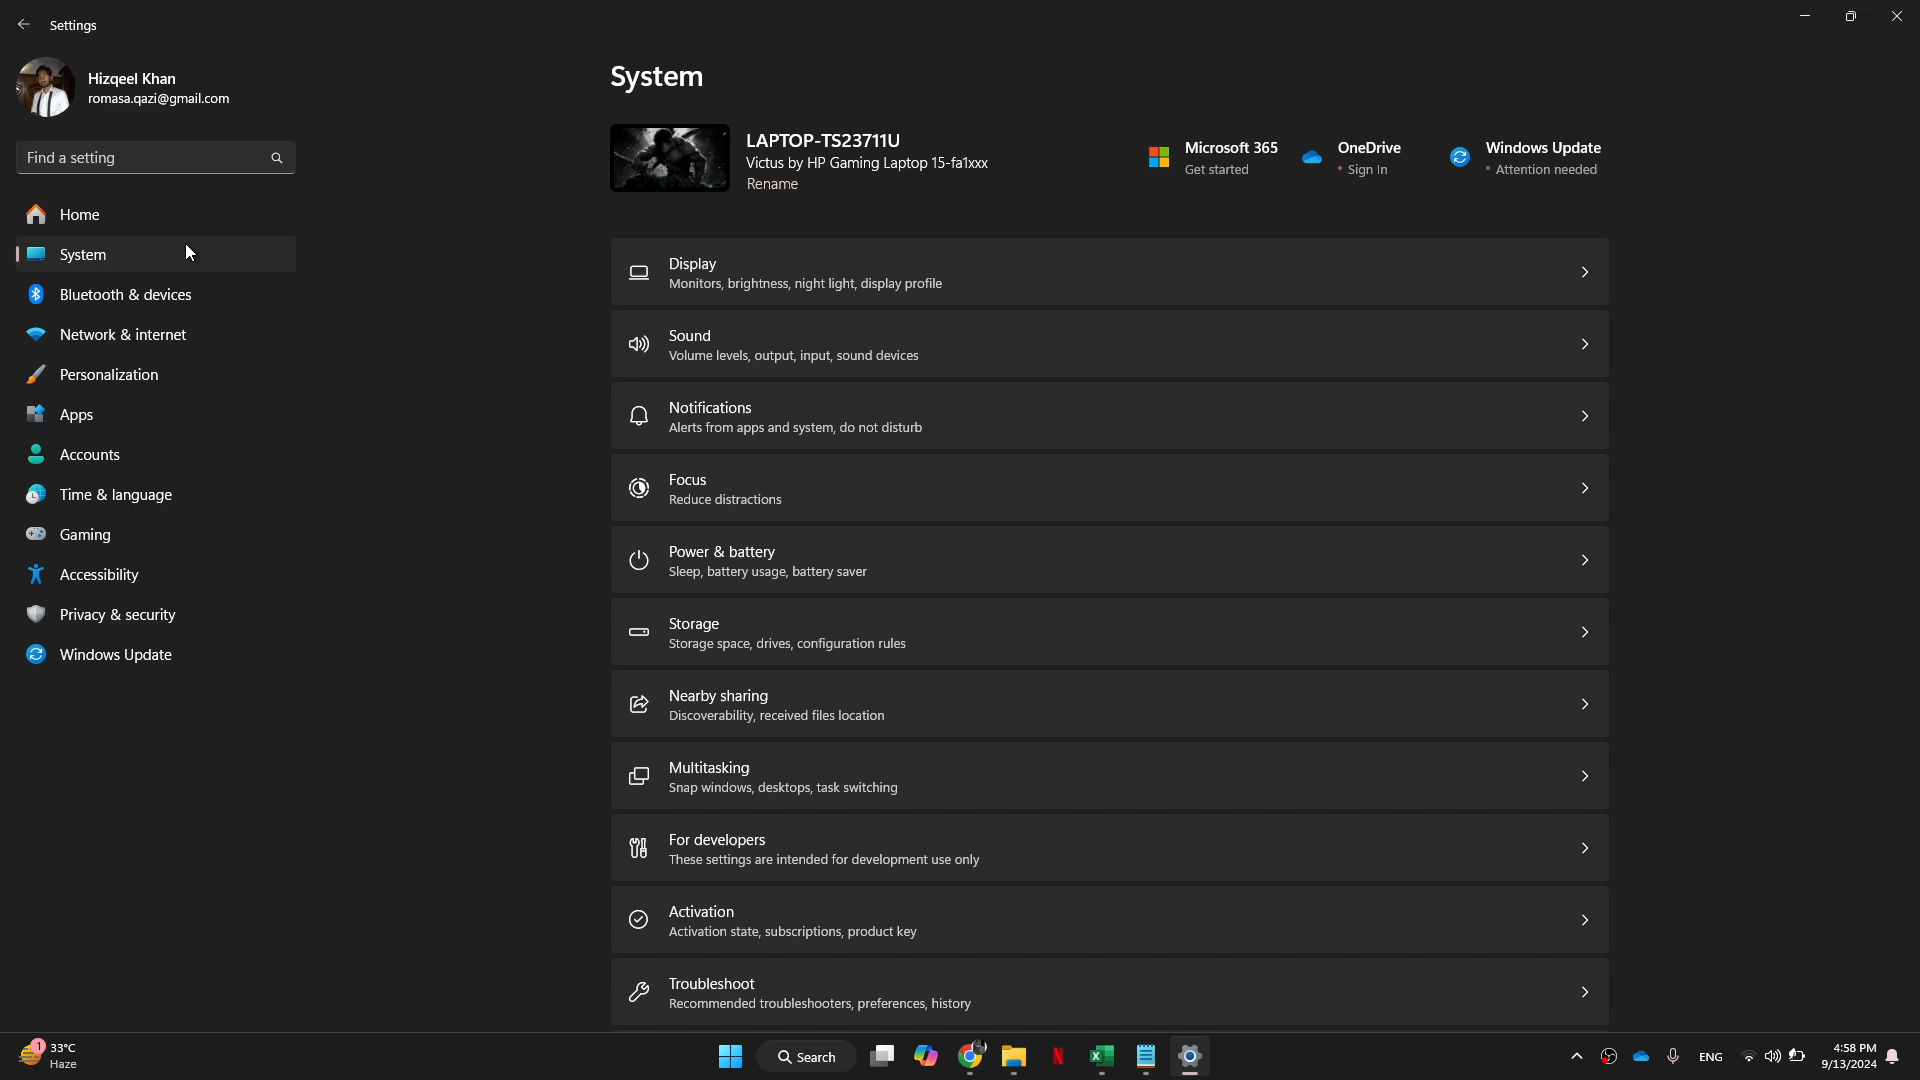 Settings
Hizqeel Khan
romasa.qazi@gmail.com
Find a setting
Home
System
Bluetooth & devices
Network & internet
Personalization
Apps
Accounts
Time & language
Gaming
Accessibility
Privacy & security
Windows Update
System
LAPTOP-TS23711U
Victus by HP Gaming Laptop 15-fa1xxx
Rename
Microsoft 365
Get started
OneDrive
• Sign In
Windows Update
• Attention needed
Display
Monitors, brightness, night light, display profile
Sound
Volume levels, output, input, sound devices
Notifications
Alerts from apps and system, do not disturb
Focus
Reduce distractions
Power & battery
Sleep, battery usage, battery saver
Storage
Storage space, drives, configuration rules
Nearby sharing
Discoverability, received files location
Multitasking
Snap windows, desktops, task switching
For developers
These settings are intended for development use only
Activation
Activation state, subscriptions, product key
Troubleshoot
Recommended troubleshooters, preferences, history
1
33°C
Haze
Search
N
ENG
4:58 PM
9/13/2024